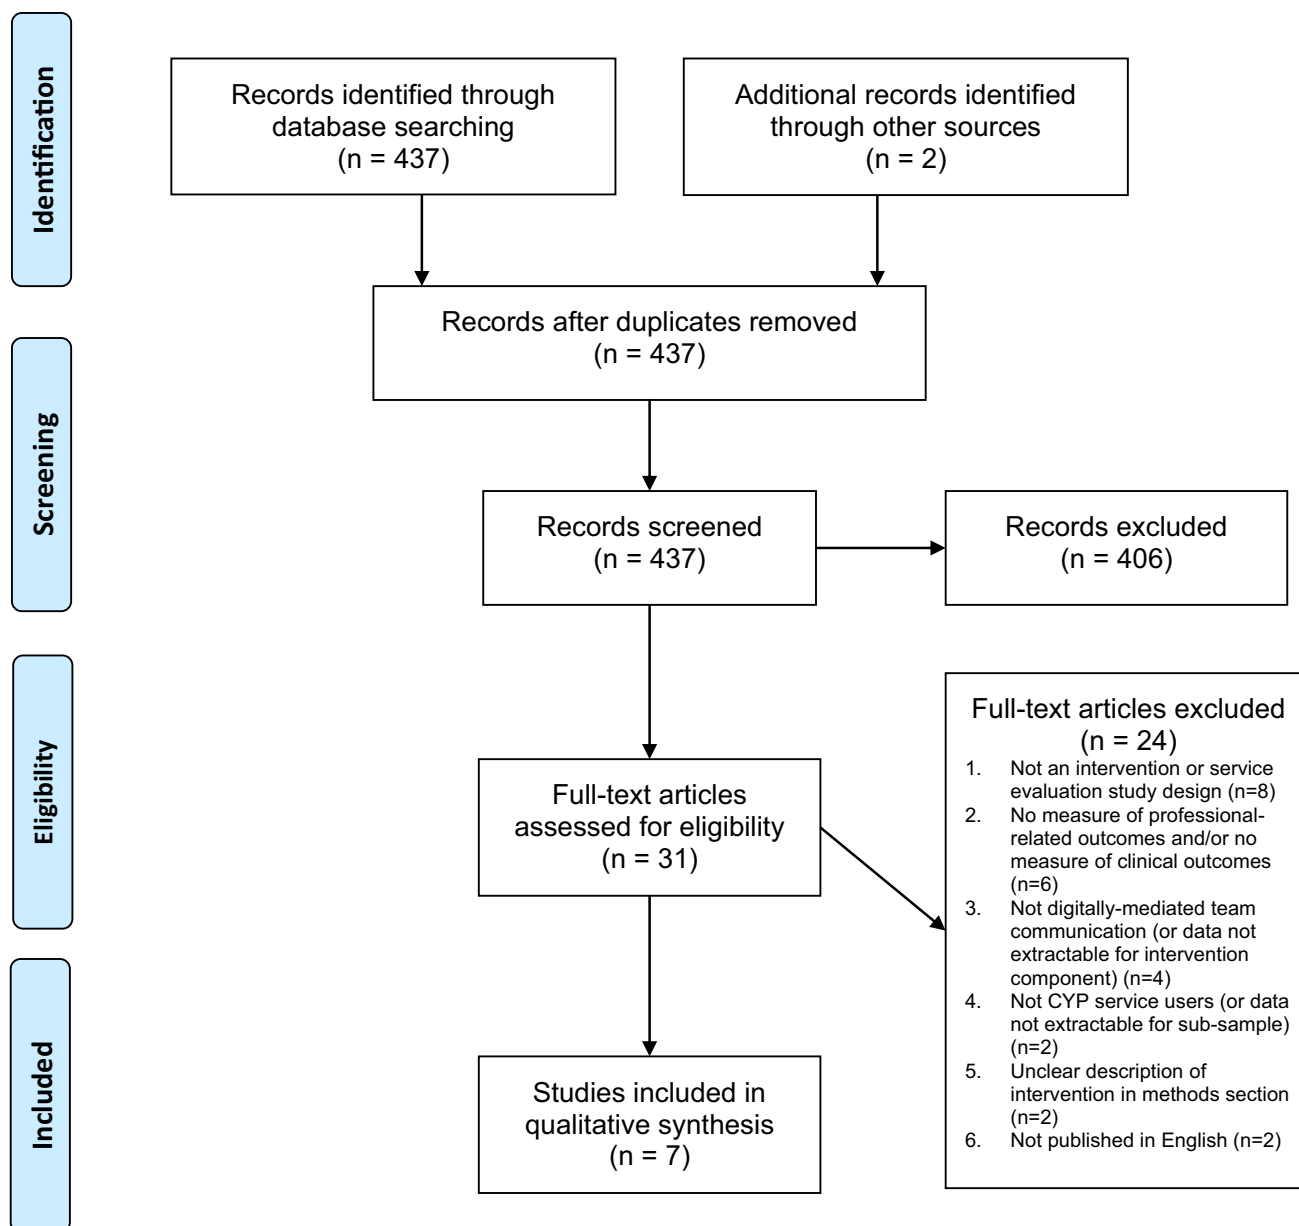 Identification
Records identified through
database searching
(n = 437)
Additional records identified
through other sources
(n = 2)
Records after duplicates removed
(n = 437)
Screening
Records screened
(n = 437)
Records excluded
(n = 406)
Eligibility
Full-text articles
assessed for eligibility
(n = 31)
Full-text articles excluded
(n = 24)
1. Not an intervention or service
evaluation study design (n=8)
2. No measure of professional-
related outcomes and/or no
measure of clinical outcomes
(n=6)
3. Not digitally-mediated team
communication (or data not
extractable for intervention
component) (n=4)
4. Not CYP service users (or data
not extractable for sub-sample)
(n=2)
5. Unclear description of
intervention in methods section
(n=2)
6. Not published in English (n=2)
Included
Studies included in
qualitative synthesis
(n = 7)